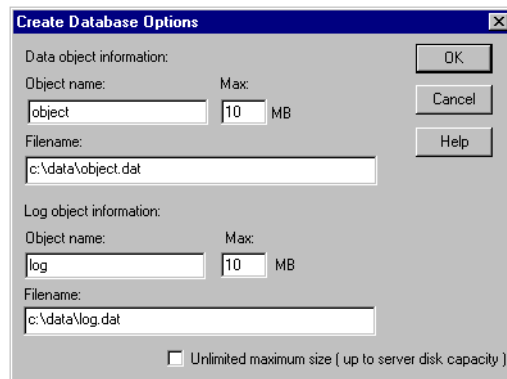 Create Database Options
Data object information:
OK
Object name: Max:
object 10 MB
Cancel
Filename:
Help
c:\data\object.dat
Log object information:
Object name: Max:
log 10 MB
Filename:
c:\data\log.dat
Unlimited maximum size ( up to server disk capacity )